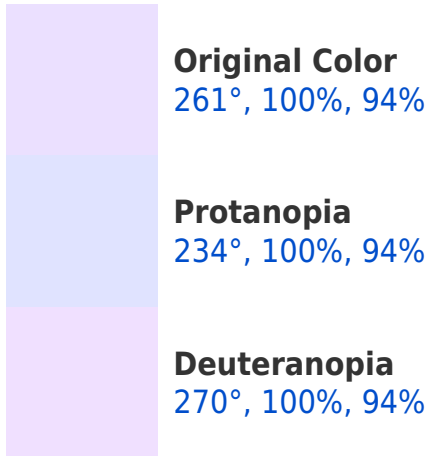 Original Color
261°, 100%, 94%
Protanopia
234°, 100%, 94%
Deuteranopia
270°, 100%, 94%